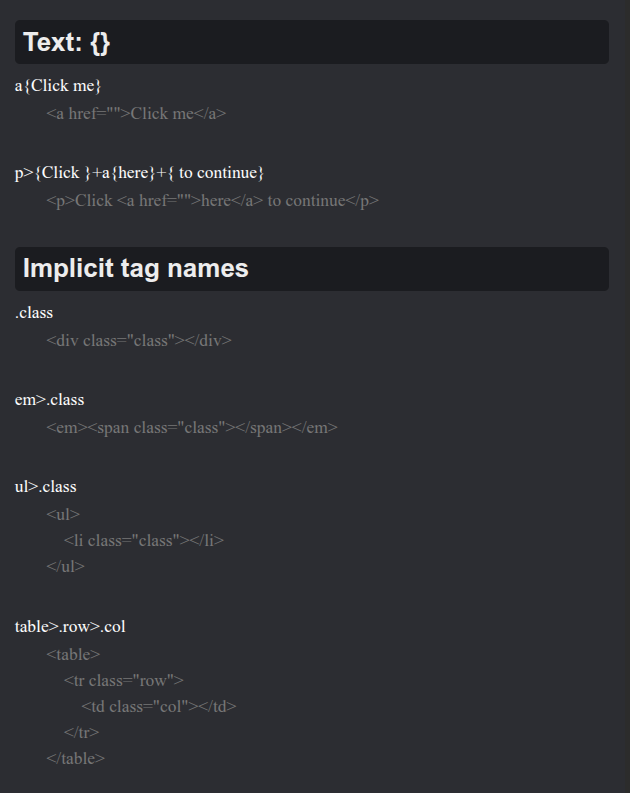 Text: {}
a{Click me}
<a href="">Click me</a>
p>{Click }+a{here}+{ to continue}
<p>Click <a href="">here</a> to continue</p>
Implicit tag names
.class
<div class="class"></div>
em>.class
<em><span class="class"></span></em>
ul>.class
<ul>
<li class="class"></li>
</ul>
table>.row>.col
<table>
<tr class="row">
<td class="col"></td>
</tr>
</table>